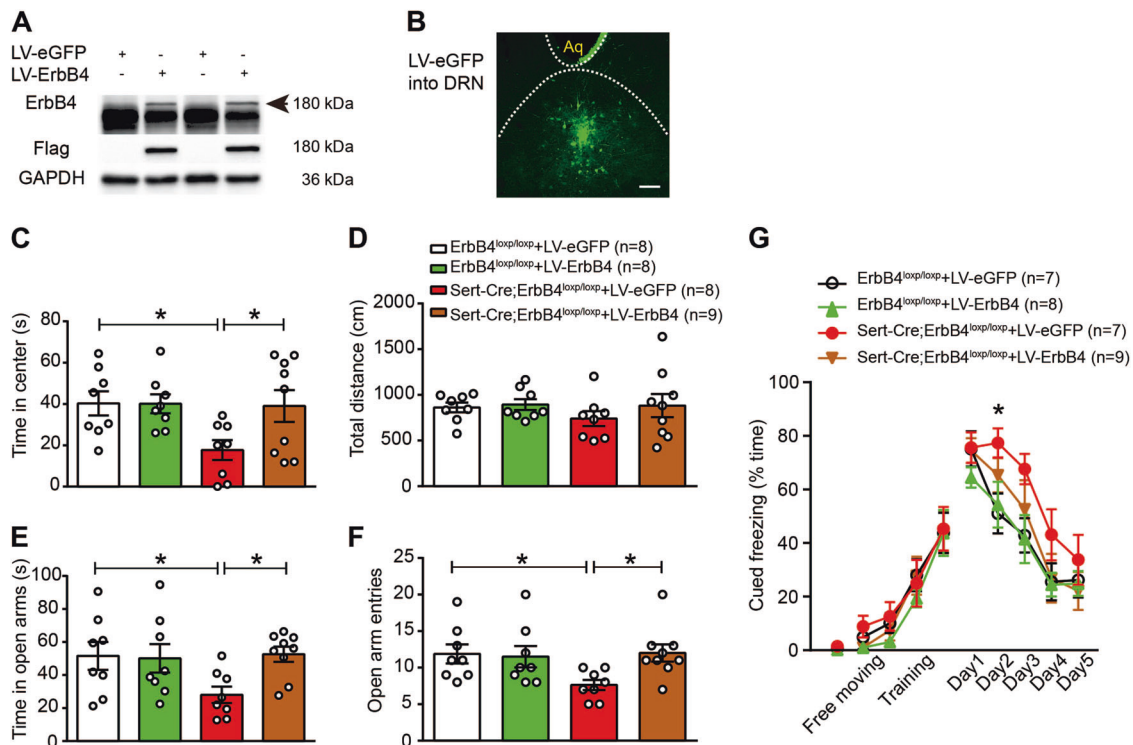 A
LV-eGFP + - + -
LV-ErbB4 - + - +
ErbB4 180 kDa
Flag 180 kDa
GAPDH 36 kDa
B
LV-eGFP
into DRN
Aq
C
Time in center (s)
80
60
40
20
0
* *
D
ErbB4loxp/loxp+LV-eGFP (n=8)
ErbB4loxp/loxp+LV-ErbB4 (n=8)
Sert-Cre;ErbB4loxp/loxp+LV-eGFP (n=8)
Sert-Cre;ErbB4loxp/loxp+LV-ErbB4 (n=9)
Total distance (cm)
2000
1500
1000
500
0
E
Time in open arms (s)
100
80
60
40
20
0
* *
F
Open arm entries
25
20
15
10
5
0
* *
G
ErbB4loxp/loxp+LV-eGFP (n=7)
ErbB4loxp/loxp+LV-ErbB4 (n=8)
Sert-Cre;ErbB4loxp/loxp+LV-eGFP (n=7)
Sert-Cre;ErbB4loxp/loxp+LV-ErbB4 (n=9)
Cued freezing (% time)
100
80
60
40
20
0
*
Free moving
Training
Day1
Day2
Day3
Day4
Day5